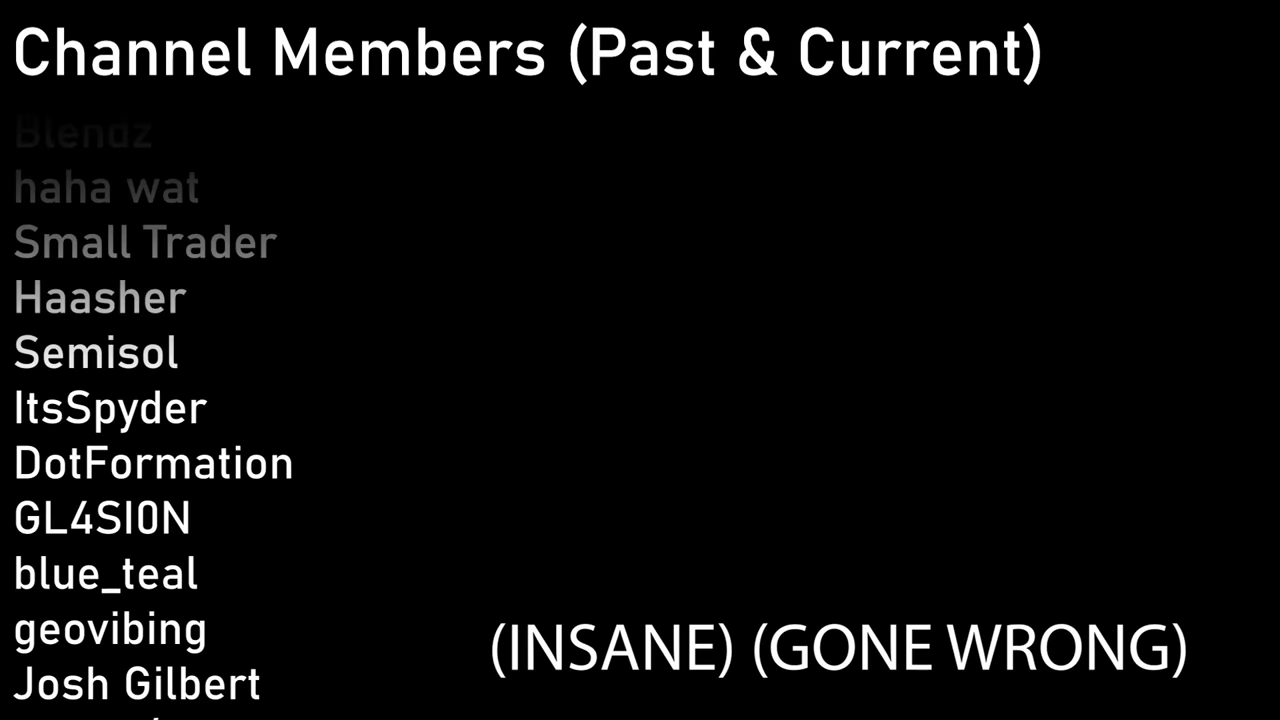 Channel Members (Past & Current)
Blendz
haha wat
Small Trader
Haasher
Semisol
ItsSpyder
DotFormation
GL4SI0N
blue_teal
geovibing
Josh Gilbert
(INSANE) (GONE WRONG)